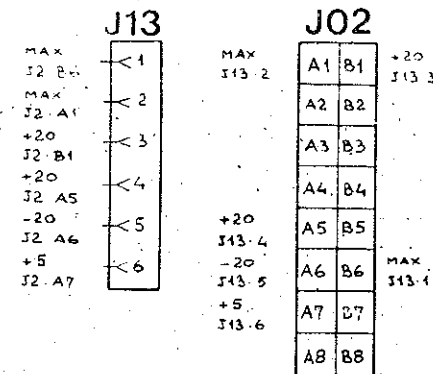 J13
MAX
J2 B6
1
MAX
J2·A1
2
+20
J2·B1
3
+20
J2 A5
4
-20
J2 A6
5
+5
J2·A7
6
J02
MAX
J13·2
A1 B1
+20
J13 3
A2 B2
A3 B3
A4 B4
+20
J13·4
A5 B5
-20
J13·5
A6 B6
MAX
J13·1
+5
J13·6
A7 B7
A8 B8